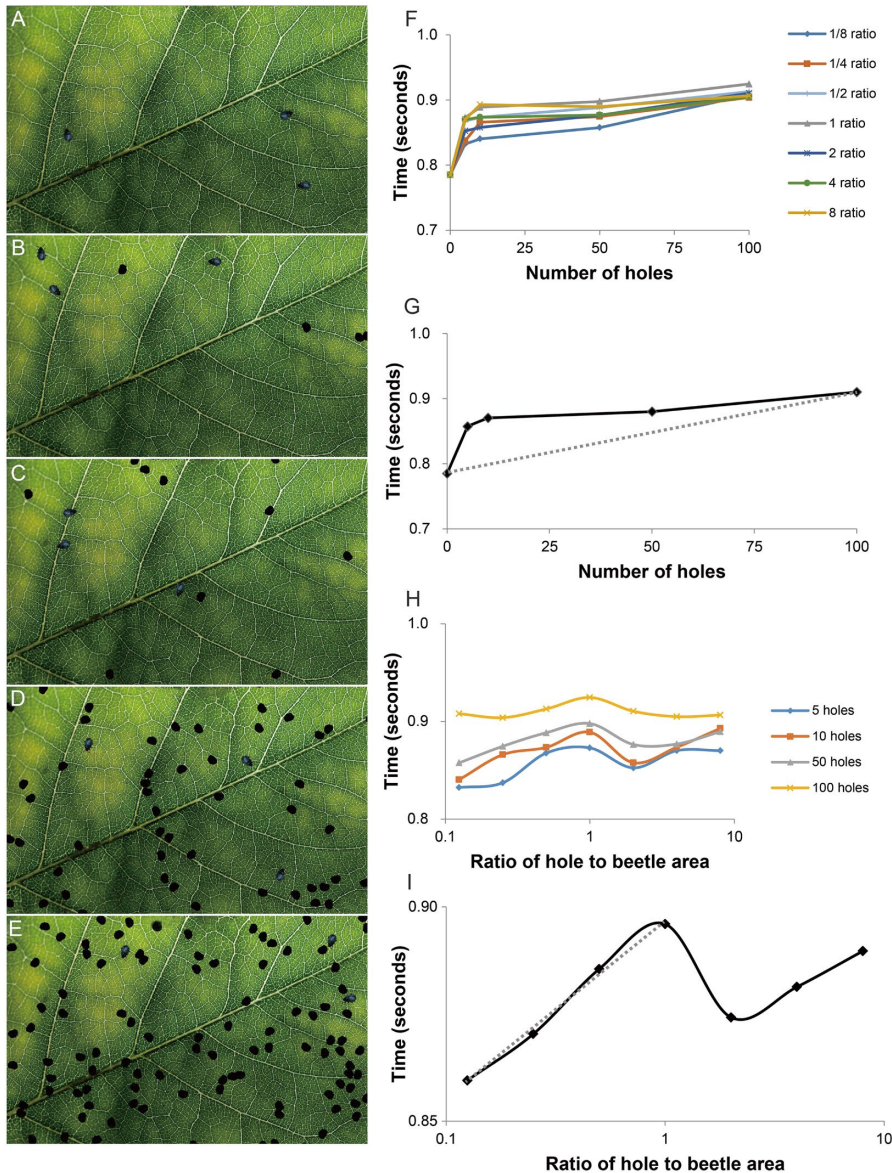 A
B
C
D
E
F
1.0
0.9
0.8
0.7
Time (seconds)
0
25
50
75
100
Number of holes
1/8 ratio
1/4 ratio
1/2 ratio
1 ratio
2 ratio
4 ratio
8 ratio
G
1.0
0.9
0.8
0.7
Time (seconds)
0
25
50
75
100
Number of holes
H
1.0
0.9
0.8
Time (seconds)
0.1
1
10
Ratio of hole to beetle area
5 holes
10 holes
50 holes
100 holes
I
0.90
0.85
Time (seconds)
0.1
1
10
Ratio of hole to beetle area